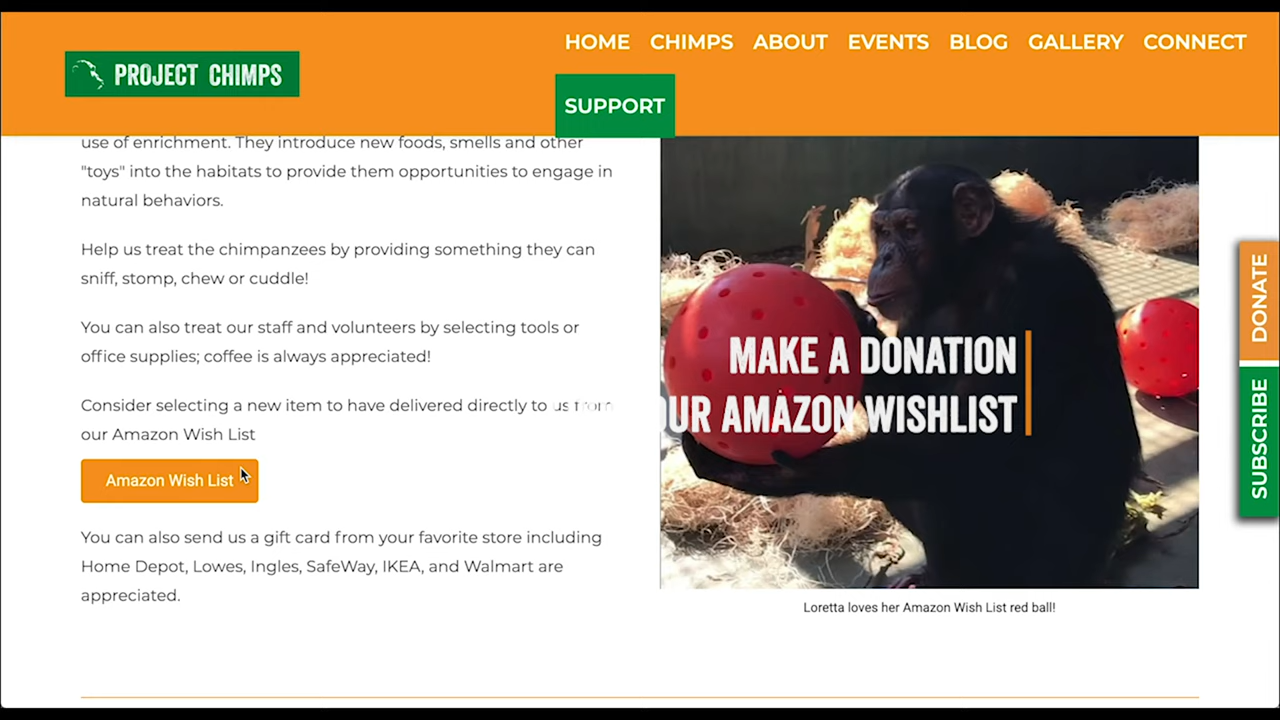 HOME CHIMPS ABOUT EVENTS BLOG GALLERY CONNECT
PROJECT CHIMPS
SUPPORT
use of enrichment. They introduce new foods, smells and other
"toys" into the habitats to provide them opportunities to engage in
natural behaviors.
Help us treat the chimpanzees by providing something they can
sniff, stomp, chew or cuddle!
You can also treat our staff and volunteers by selecting tools or
office supplies; coffee is always appreciated!
Consider selecting a new item to have delivered directly to us from
our Amazon Wish List
Amazon Wish List
You can also send us a gift card from your favorite store including
Home Depot, Lowes, Ingles, SafeWay, IKEA, and Walmart are
appreciated.
MAKE A DONATION
OUR AMAZON WISHLIST
Loretta loves her Amazon Wish List red ball!
DONATE
SUBSCRIBE